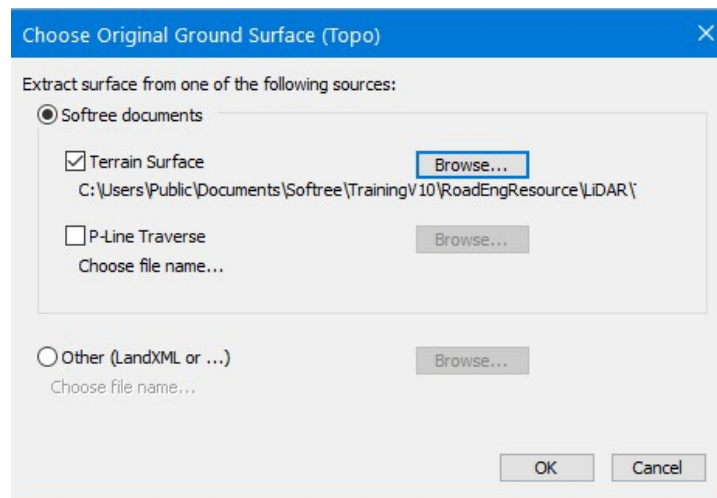 Choose Original Ground Surface (Topo)
Extract surface from one of the following sources:
Softree documents
Terrain Surface
Browse...
C:\Users\Public\Documents\Softree\TrainingV10\RoadEngResource\LiDAR\
P-Line Traverse
Browse...
Choose file name...
Other (LandXML or ...)
Browse...
Choose file name...
OK
Cancel